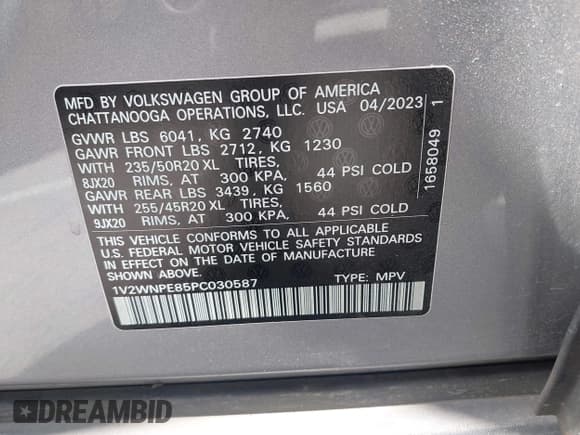 MFD BY VOLKSWAGEN GROUP OF AMERICA
CHATTANOOGA OPERATIONS, LLC. USA 04/2023
GVWR LBS 6041, KG 2740
GAWR FRONT LBS 2712, KG 1230
WITH 235/50R20 XL TIRES,
8JX20 RIMS, AT 300 KPA, 44 PSI COLD
GAWR REAR LBS 3439, KG 1560
WITH 255/45R20 XL TIRES,
9JX20 RIMS, AT 300 KPA, 44 PSI COLD
THIS VEHICLE CONFORMS TO ALL APPLICABLE
U.S. FEDERAL MOTOR VEHICLE SAFETY STANDARDS
IN EFFECT ON THE DATE OF MANUFACTURE
SHOWN ABOVE
1V2WNPE85PC030587 TYPE: MPV
1658049 1
DREAMBID